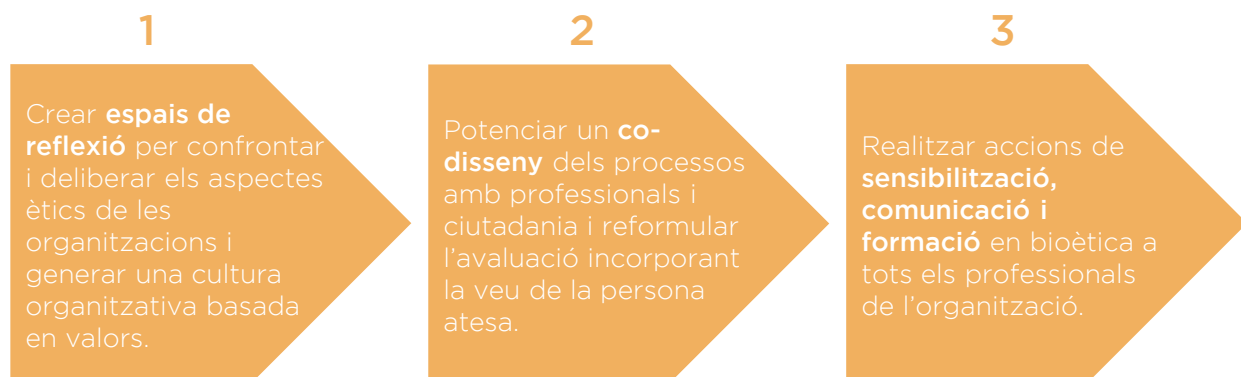 1
Crear espais de
reflexió per confrontar
i deliberar els aspectes
ètics de les
organitzacions i
generar una cultura
organitzativa basada
en valors.
2
Potenciar un co-
disseny dels processos
amb professionals i
ciutadania i reformular
l’avaluació incorporant
la veu de la persona
atesa.
3
Realitzar accions de
sensibilització,
comunicació i
formació en bioètica a
tots els professionals
de l’organització.